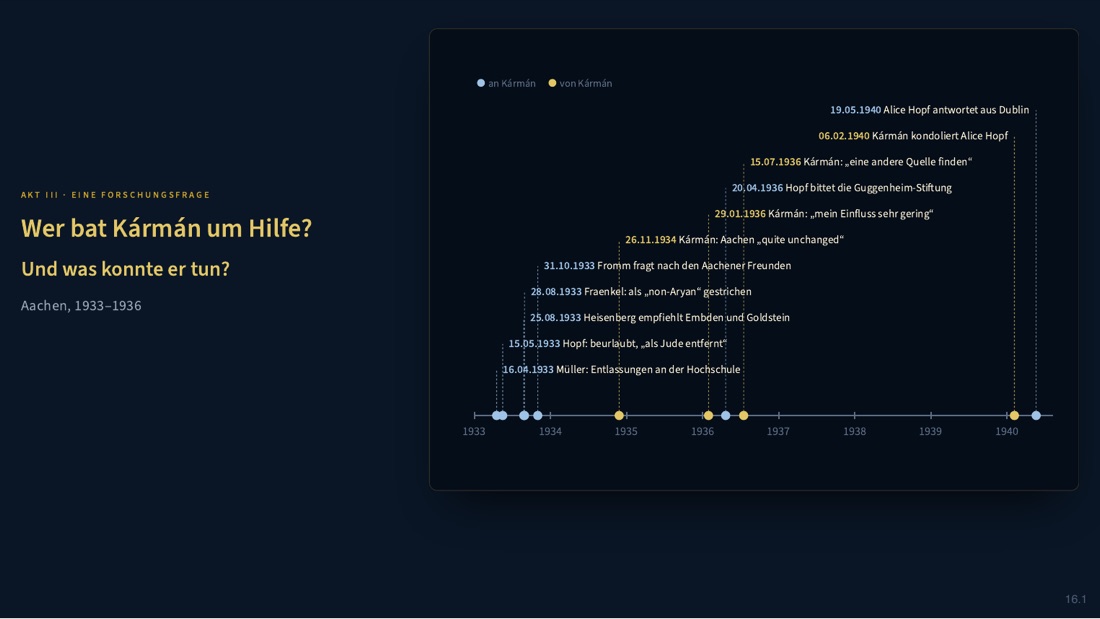 AKT III · EINE FORSCHUNGSFRAGE
Wer bat Kármán um Hilfe?
Und was konnte er tun?
Aachen, 1933–1936
an Kármán von Kármán
19.05.1940 Alice Hopf antwortet aus Dublin
06.02.1940 Kármán kondoliert Alice Hopf
15.07.1936 Kármán: „eine andere Quelle finden“
20.04.1936 Hopf bittet die Guggenheim-Stiftung
29.01.1936 Kármán: „mein Einfluss sehr gering“
26.11.1934 Kármán: Aachen „quite unchanged“
31.10.1933 Fromm fragt nach den Aachener Freunden
28.08.1933 Fraenkel: als „non-Aryan“ gestrichen
25.08.1933 Heisenberg empfiehlt Embden und Goldstein
15.05.1933 Hopf: beurlaubt, „als Jude entfernt“
16.04.1933 Müller: Entlassungen an der Hochschule
1933 1934 1935 1936 1937 1938 1939 1940
16.1